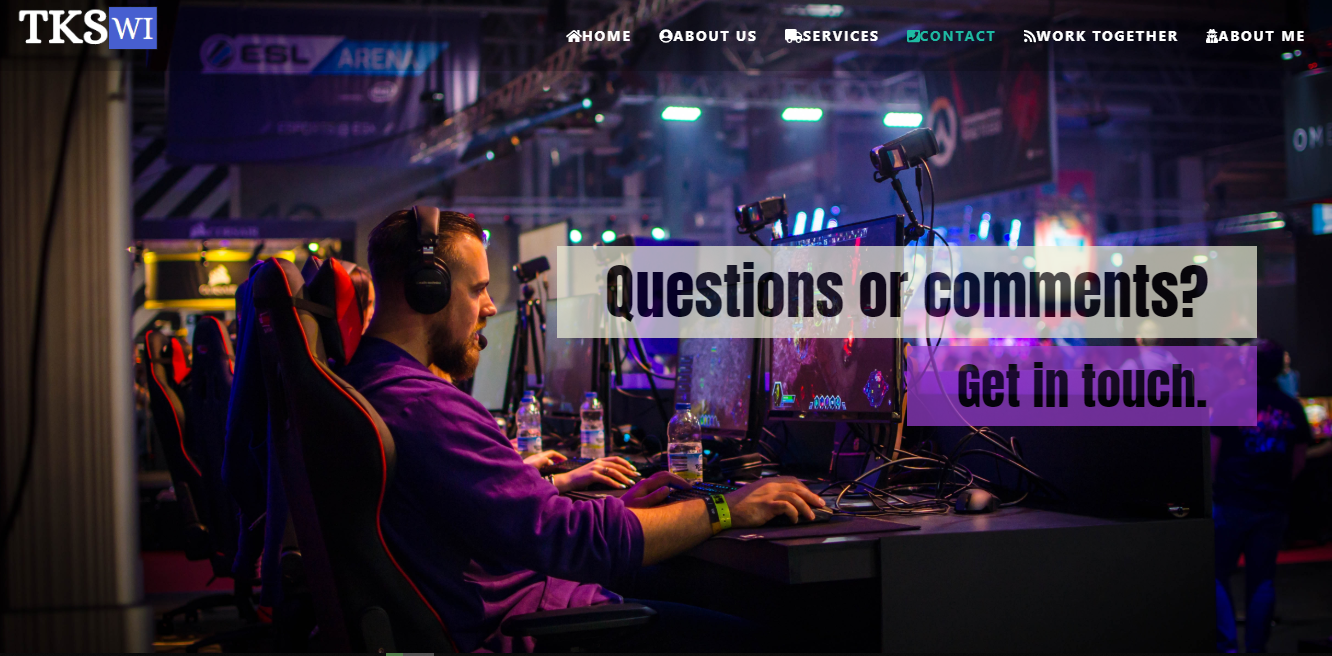 TKSWI
HOME ABOUT US SERVICES CONTACT WORK TOGETHER ABOUT ME
ESL ARENA
Questions or comments?
Get in touch.